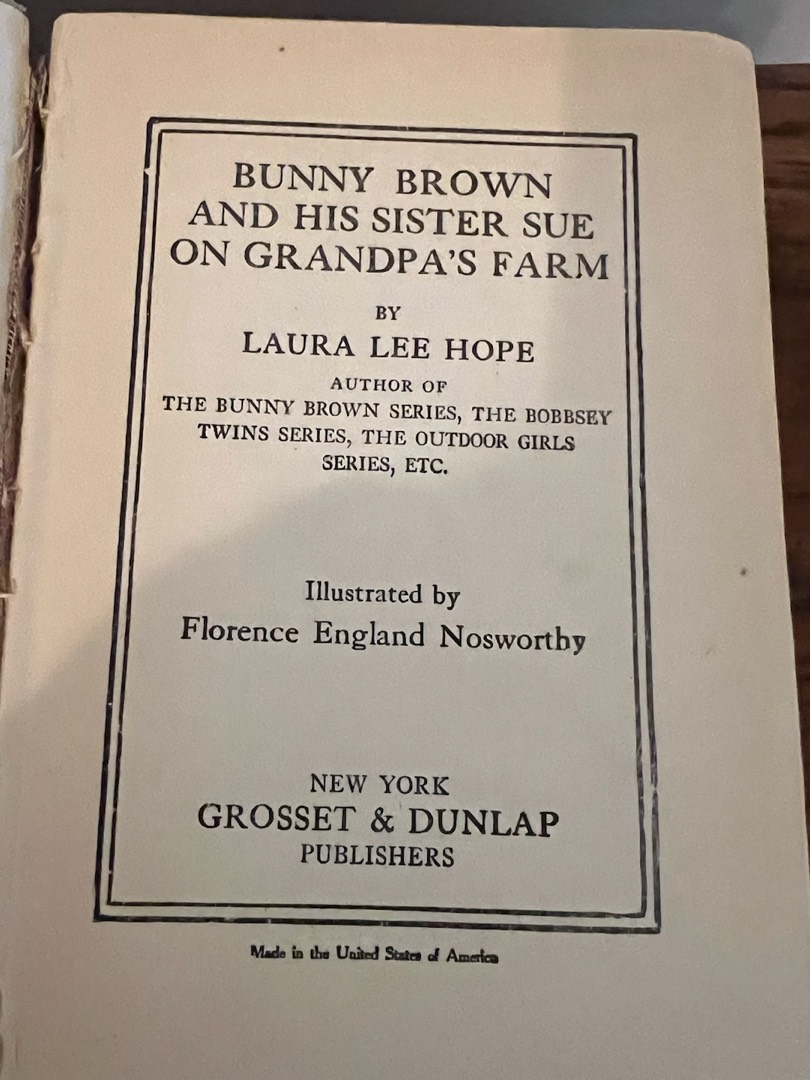 BUNNY BROWN
AND HIS SISTER SUE
ON GRANDPA'S FARM
BY
LAURA LEE HOPE
AUTHOR OF
THE BUNNY BROWN SERIES, THE BOBBSEY
TWINS SERIES, THE OUTDOOR GIRLS
SERIES, ETC.
Illustrated by
Florence England Nosworthy
NEW YORK
GROSSET & DUNLAP
PUBLISHERS
Made in the United States of America